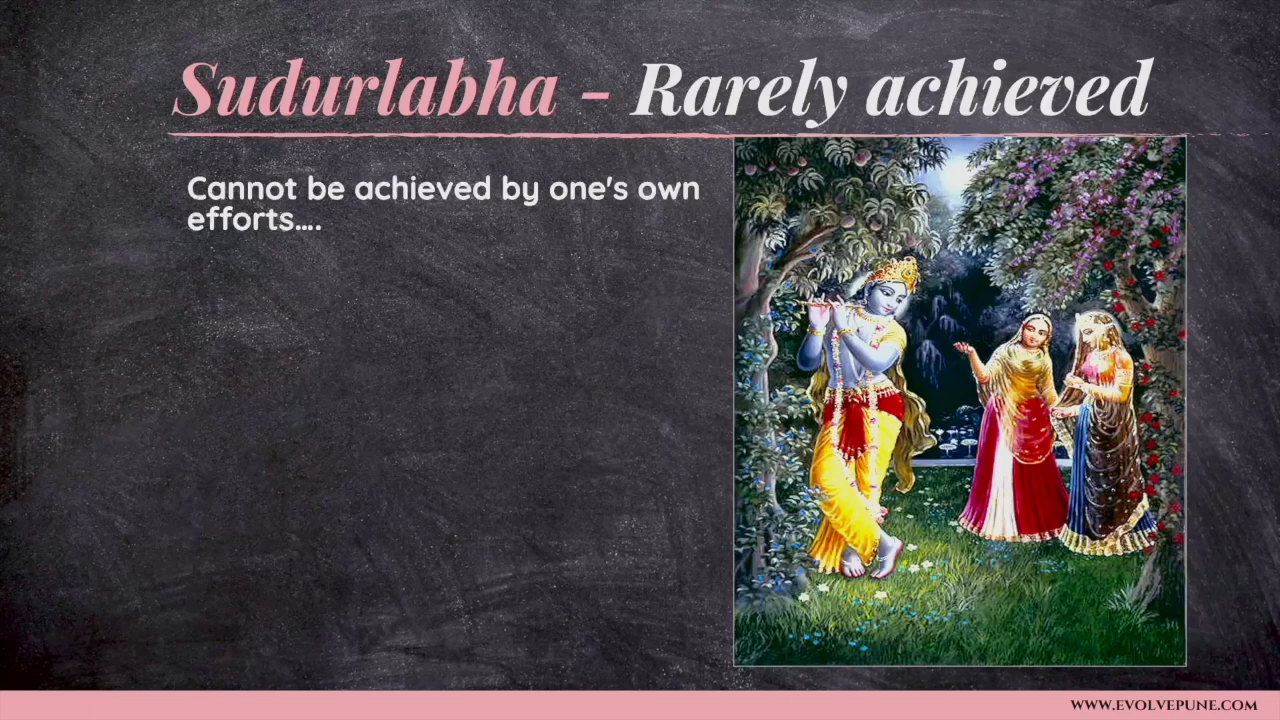 Sudurlabha - Rarely achieved
Cannot be achieved by one's own
efforts....
WWW.EVOLVEPUNE.COM